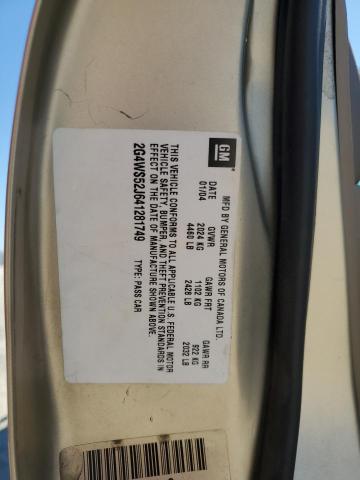 GM
MFD BY GENERAL MOTORS OF CANADA LTD.
DATE GVWR GAWR FRT GAWR RR
01/04 2024 KG 1102 KG 922 KG
4460 LB 2428 LB 2032 LB
THIS VEHICLE CONFORMS TO ALL APPLICABLE U.S. FEDERAL MOTOR
VEHICLE SAFETY, BUMPER, AND THEFT PREVENTION STANDARDS IN
EFFECT ON THE DATE OF MANUFACTURE SHOWN ABOVE.
2G4WS52J641281749 TYPE: PASS CAR